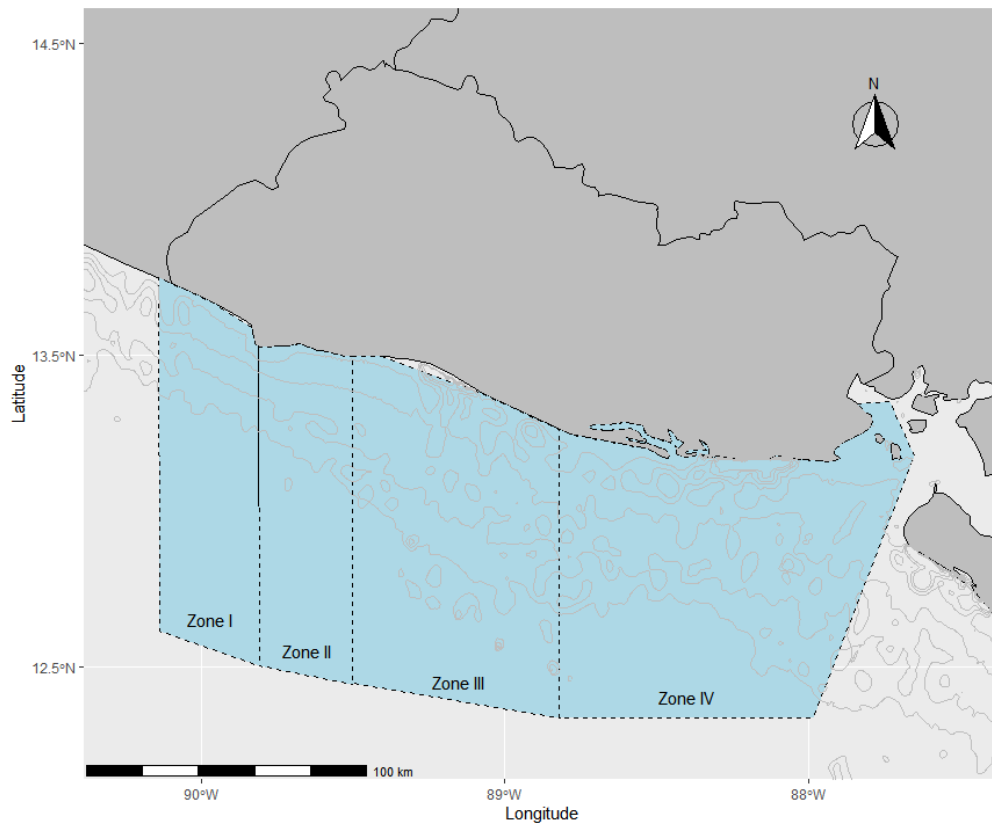 14.5°N
N
13.5°N
Latitude
Zone I
Zone II
Zone III
Zone IV
12.5°N
100 km
90°W
89°W
88°W
Longitude